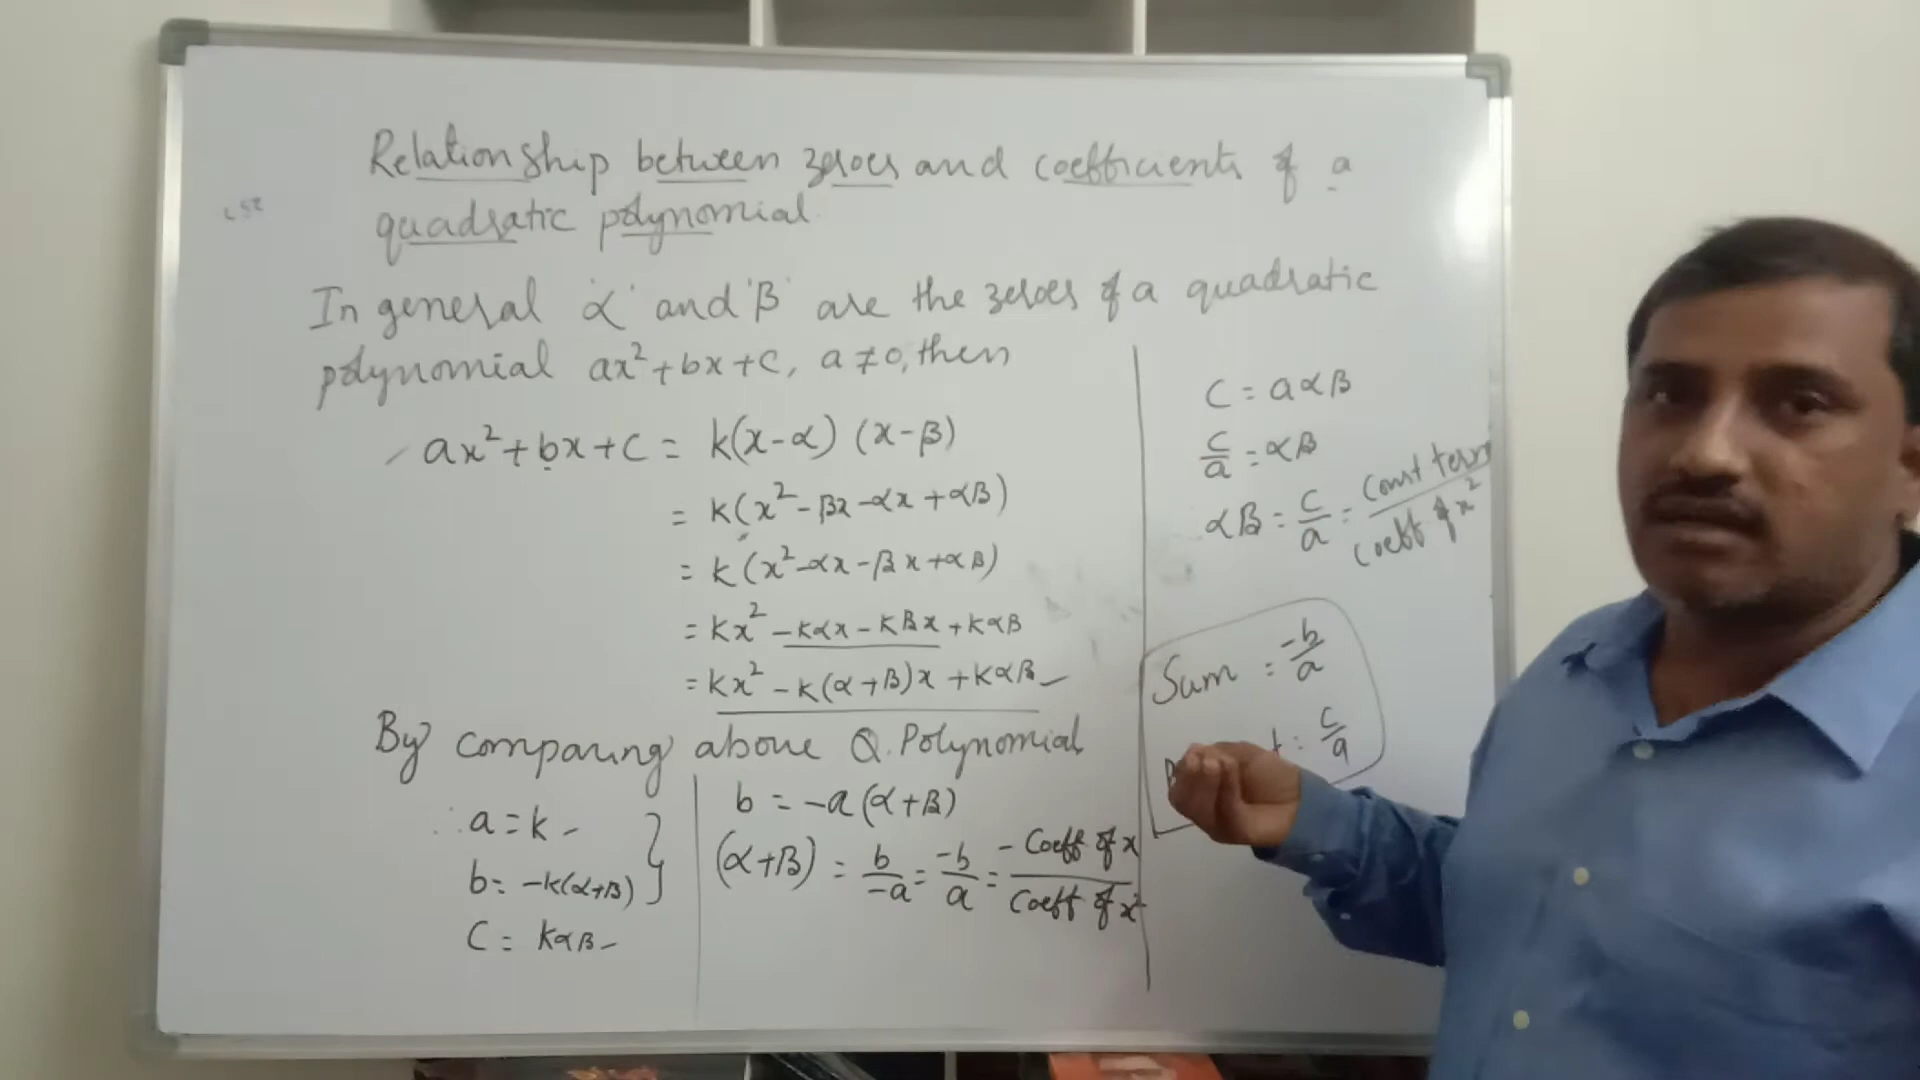 Relationship between zeroes and coefficients of a
quadratic polynomial.
In general 'α' and 'β' are the zeroes of a quadratic
polynomial ax²+bx+c, a≠0, then
ax²+bx+c = k(x-α) (x-β)
= k(x²-βx-αx+αβ)
= k(x²-αx-βx+αβ)
= kx²-kαx-kβx+kαβ
= kx²-k(α+β)x+kαβ
By comparing above Q.Polynomial
∴ a=k
b= -k(α+β)
c= kαβ
b = -a(α+β)
(α+β) = b/-a = -b/a = - Coeff of x/Coeff of x²
c = aαβ
c/a = αβ
αβ = c/a = Const term/Coeff of x²
Sum = -b/a
: c/a